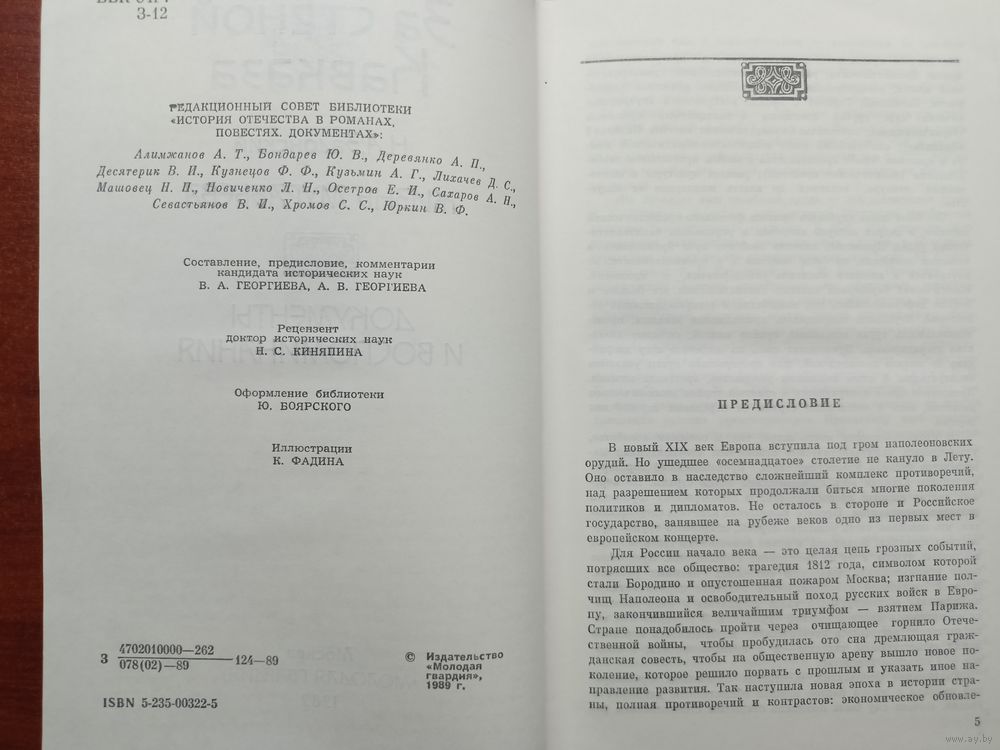 З-12
РЕДАКЦИОННЫЙ СОВЕТ БИБЛИОТЕКИ
«ИСТОРИЯ ОТЕЧЕСТВА В РОМАНАХ,
ПОВЕСТЯХ. ДОКУМЕНТАХ»:
Алимжанов А. Т., Бондарев Ю. В., Деревянко А. П.,
Десятерик В. И., Кузнецов Ф. Ф., Кузьмин А. Г., Лихачев Д. С.,
Машовец Н. П., Новиченко Л. Н., Осетров Е. И., Сахаров А. Н.,
Севастьянов В. И., Хромов С. С., Юркин В. Ф.
Составление, предисловие, комментарии
кандидата исторических наук
В. А. ГЕОРГИЕВА, А. В. ГЕОРГИЕВА
Рецензент
доктор исторических наук
Н. С. КИНЯПИНА
Оформление библиотеки
Ю. БОЯРСКОГО
Иллюстрации
К. ФАДИНА
З 4702010000—262
078(02)—89 124—89
© Издательство
«Молодая
гвардия»,
1989 г.
ISBN 5-235-00322-5
ПРЕДИСЛОВИЕ
В новый XIX век Европа вступила под гром наполеоновских
орудий. Но ушедшее «осемнадцатое» столетие не кануло в Лету.
Оно оставило в наследство сложнейший комплекс противоречий,
над разрешением которых продолжали биться многие поколения
политиков и дипломатов. Не осталось в стороне и Российское
государство, занявшее на рубеже веков одно из первых мест в
европейском концерте.
Для России начало века — это целая цепь грозных событий,
потрясших все общество: трагедия 1812 года, символом которой
стали Бородино и опустошенная пожаром Москва; изгнание пол-
чищ Наполеона и освободительный поход русских войск в Евро-
пу, закончившийся величайшим триумфом — взятием Парижа.
Стране понадобилось пройти через очищающее горнило Отече-
ственной войны, чтобы пробудилась ото сна дремлющая граж-
данская совесть, чтобы на общественную арену вышло новое по-
коление, которое решило порвать с прошлым и указать иное на-
правление развития. Так наступила новая эпоха в истории стра-
ны, полная противоречий и контрастов: экономическое обновле-
5
www.ay.by